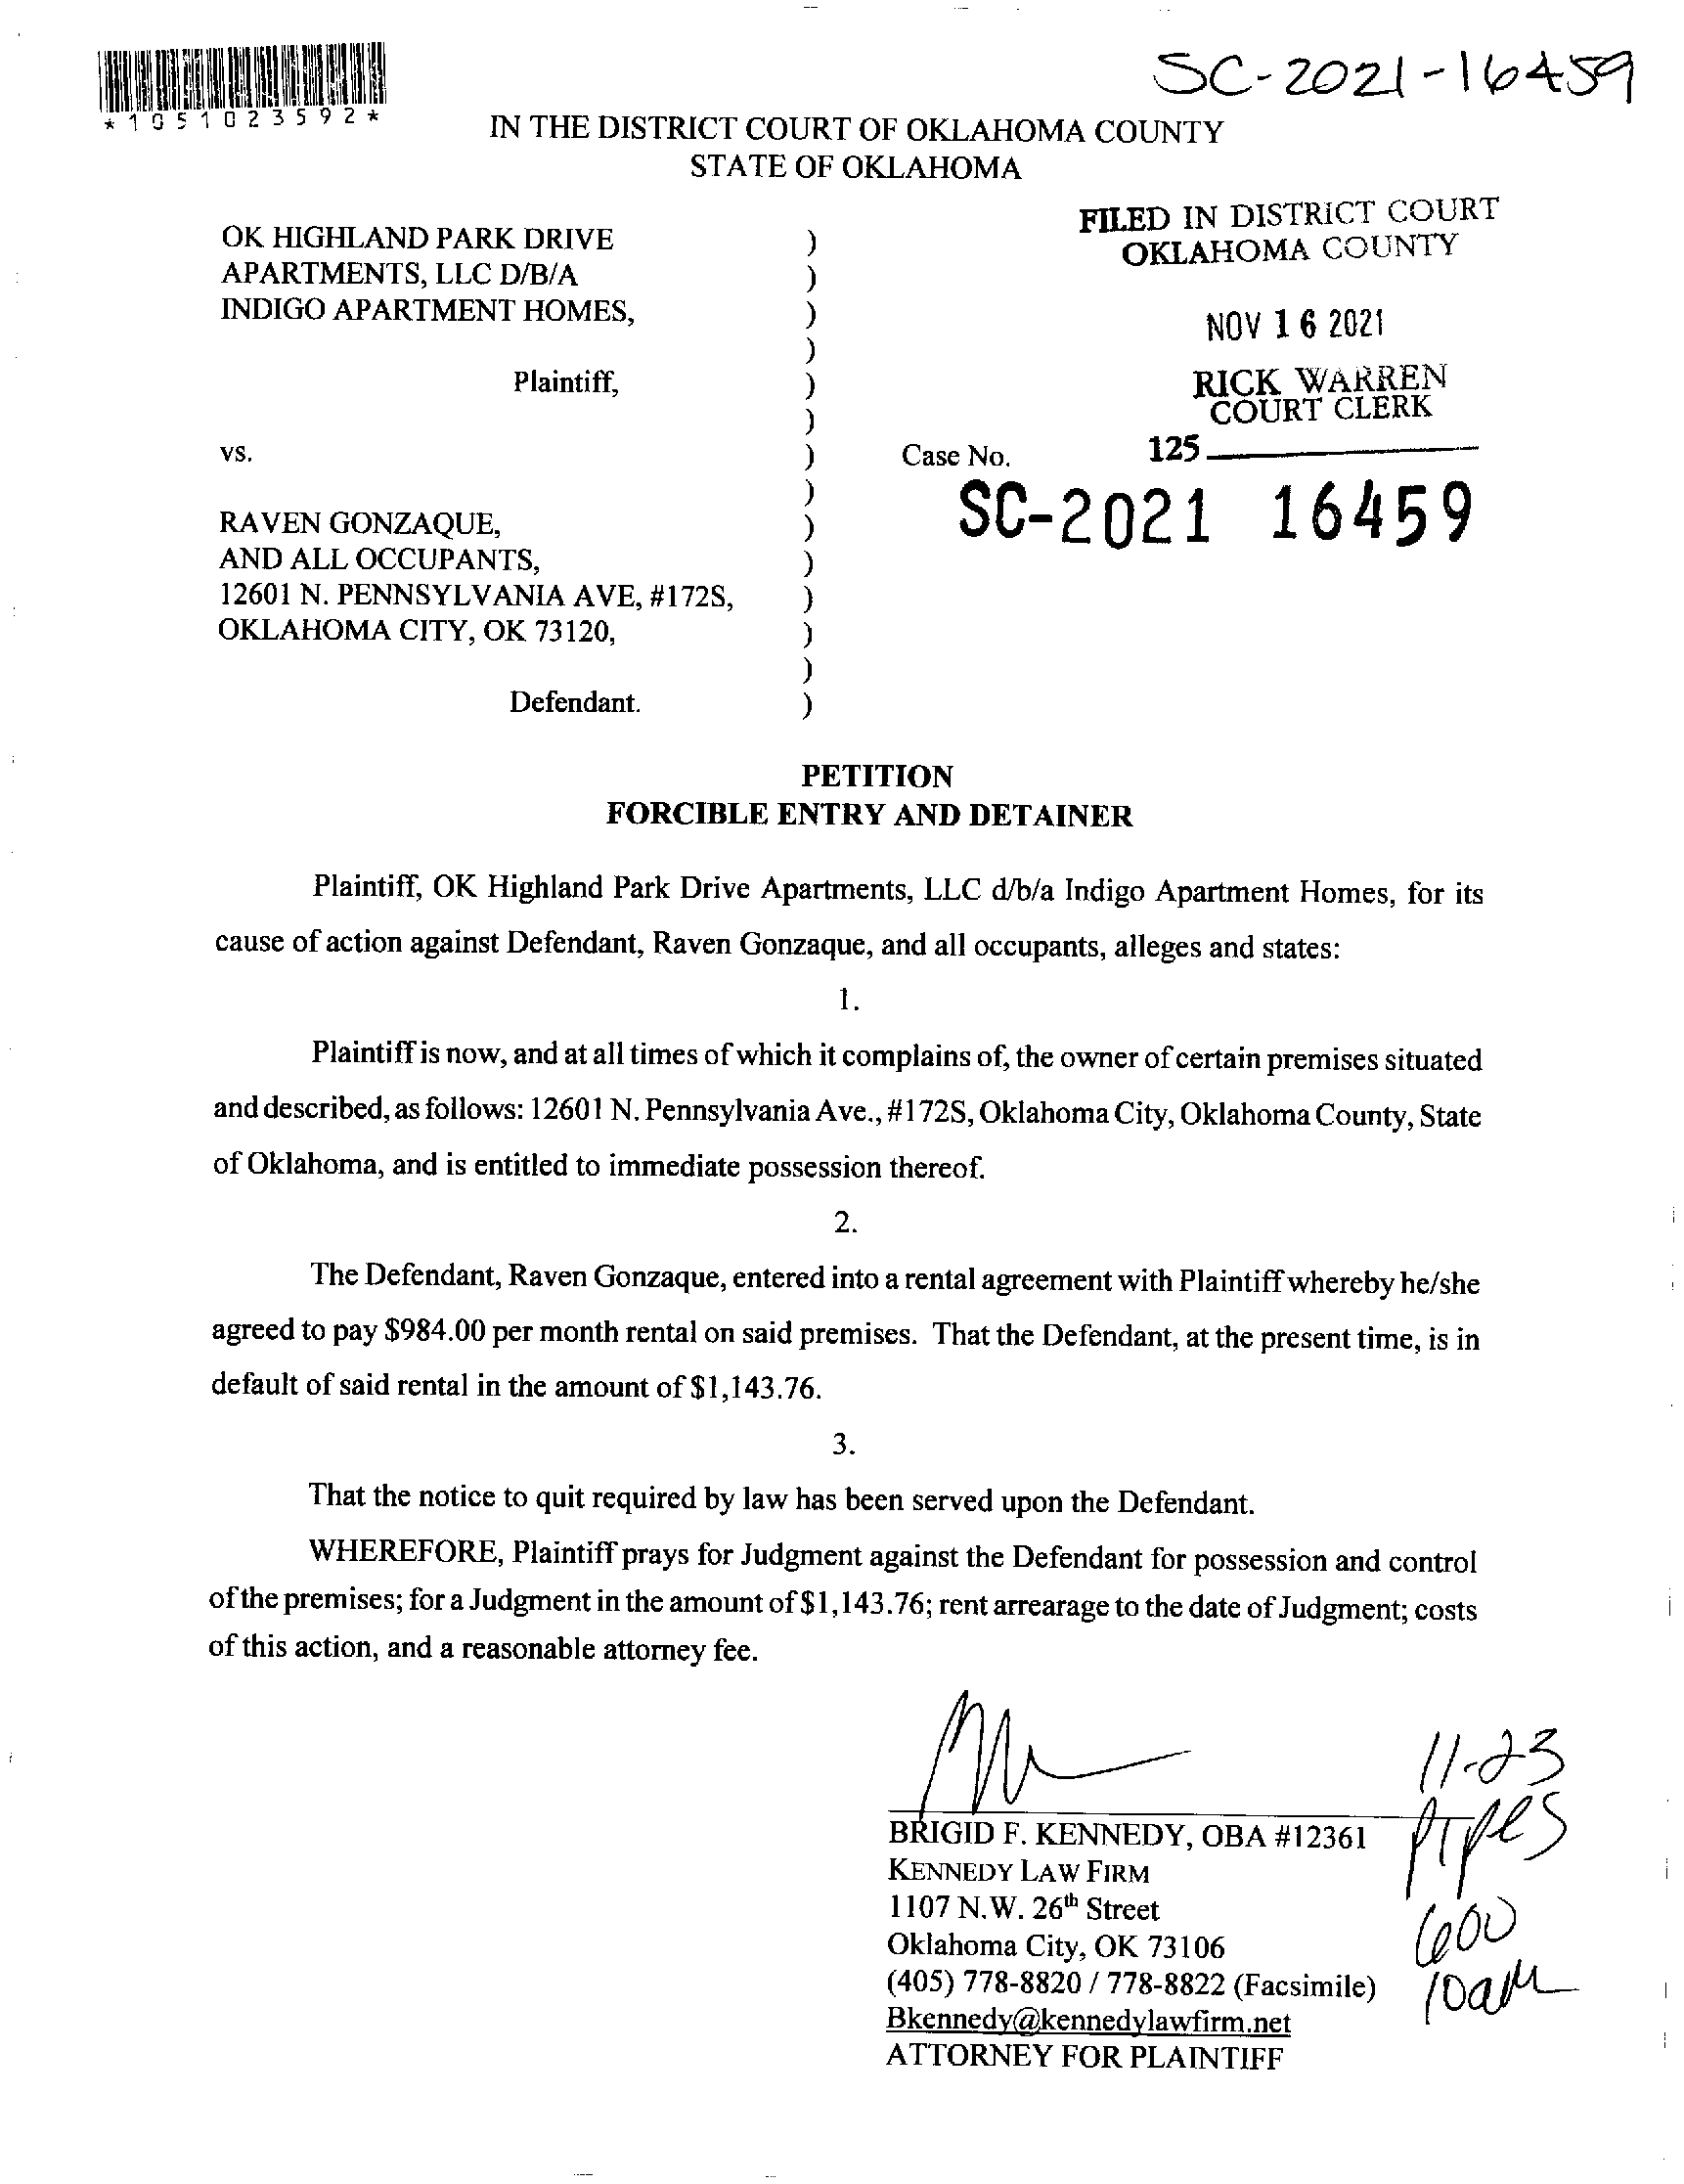 SC-2021-16459
*1051023592*
IN THE DISTRICT COURT OF OKLAHOMA COUNTY
STATE OF OKLAHOMA
FILED IN DISTRICT COURT
OKLAHOMA COUNTY
NOV 16 2021
RICK WARREN
COURT CLERK
125
OK HIGHLAND PARK DRIVE )
APARTMENTS, LLC D/B/A )
INDIGO APARTMENT HOMES, )
)
Plaintiff, )
)
vs. ) Case No.
) SC-2021 16459
RAVEN GONZAQUE, )
AND ALL OCCUPANTS, )
12601 N. PENNSYLVANIA AVE, #172S, )
OKLAHOMA CITY, OK 73120, )
)
Defendant. )
PETITION
FORCIBLE ENTRY AND DETAINER
Plaintiff, OK Highland Park Drive Apartments, LLC d/b/a Indigo Apartment Homes, for its
cause of action against Defendant, Raven Gonzaque, and all occupants, alleges and states:
1.
Plaintiff is now, and at all times of which it complains of, the owner of certain premises situated
and described, as follows: 12601 N. Pennsylvania Ave., #172S, Oklahoma City, Oklahoma County, State
of Oklahoma, and is entitled to immediate possession thereof.
2.
The Defendant, Raven Gonzaque, entered into a rental agreement with Plaintiff whereby he/she
agreed to pay $984.00 per month rental on said premises. That the Defendant, at the present time, is in
default of said rental in the amount of $1,143.76.
3.
That the notice to quit required by law has been served upon the Defendant.
WHEREFORE, Plaintiff prays for Judgment against the Defendant for possession and control
of the premises; for a Judgment in the amount of $1,143.76; rent arrearage to the date of Judgment; costs
of this action, and a reasonable attorney fee.
BRIGID F. KENNEDY, OBA #12361
KENNEDY LAW FIRM
1107 N.W. 26th Street
Oklahoma City, OK 73106
(405) 778-8820 / 778-8822 (Facsimile)
Bkennedy@kennedylawfirm.net
ATTORNEY FOR PLAINTIFF
11-23
Pipes
600
10am